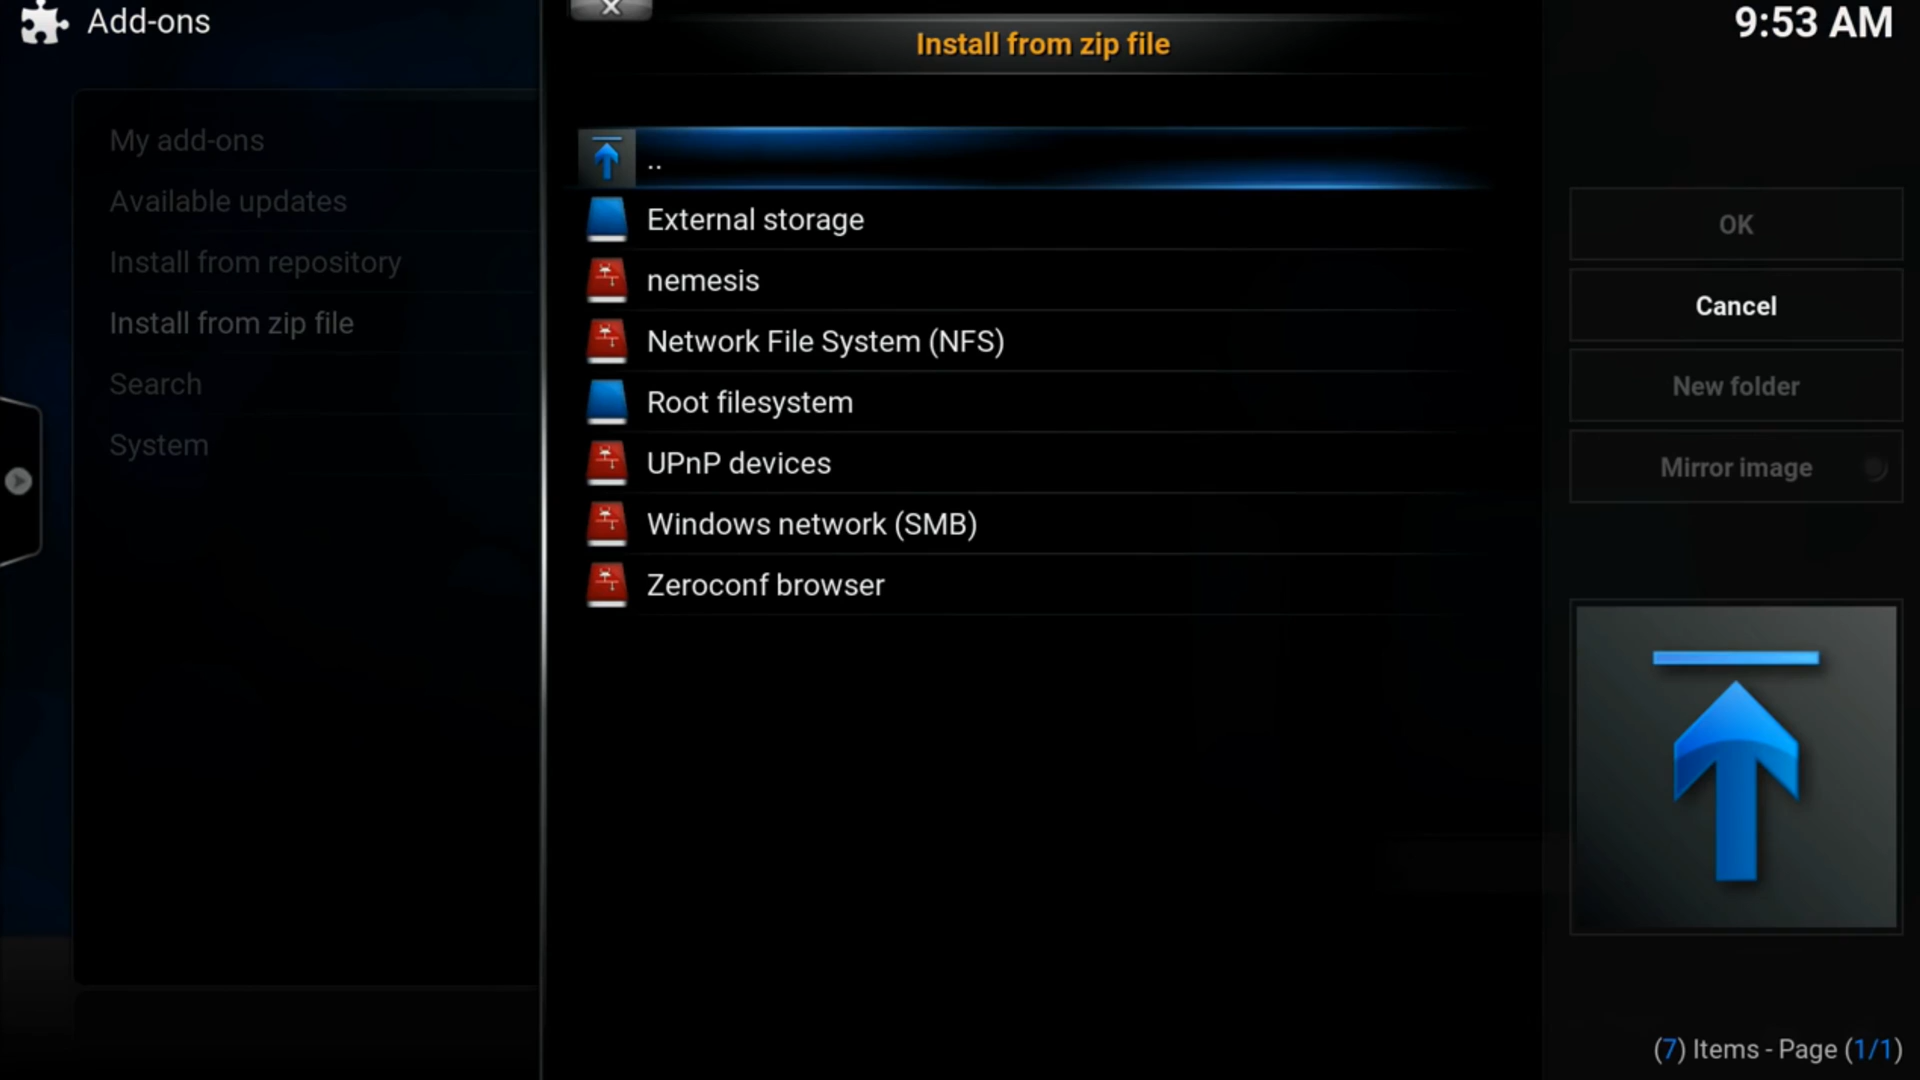 Add-ons
9:53 AM
Install from zip file
My add-ons
Available updates
Install from repository
Install from zip file
Search
System
..
External storage
nemesis
Network File System (NFS)
Root filesystem
UPnP devices
Windows network (SMB)
Zeroconf browser
OK
Cancel
New folder
Mirror image
(7) Items - Page (1/1)